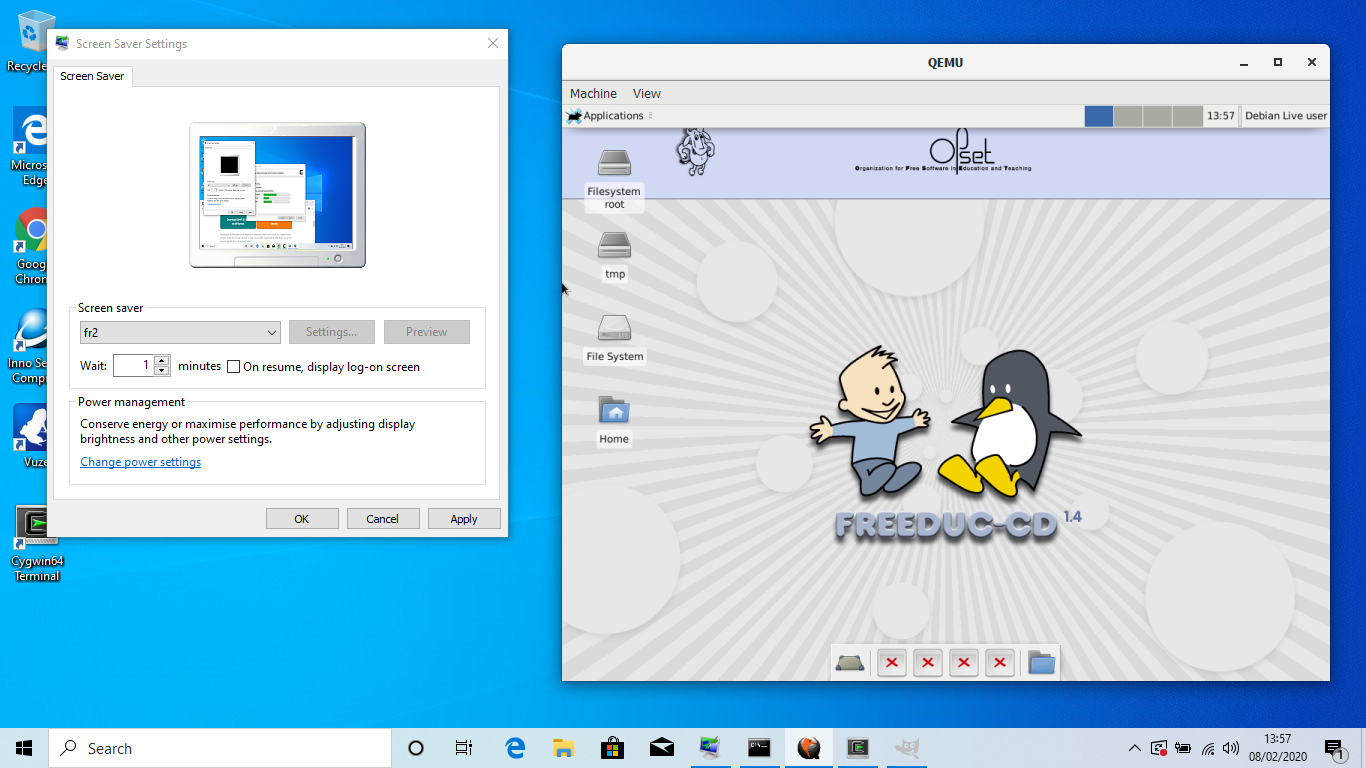 Recycle
Micros
Edge
Goog
Chron
Inno Se
Comp
Vuze
Cygwin64
Terminal
Screen Saver Settings
Screen Saver
Screen saver
fr2
Settings...
Preview
Wait:
1
minutes
On resume, display log-on screen
Power management
Conserve energy or maximise performance by adjusting display
brightness and other power settings.
Change power settings
OK
Cancel
Apply
QEMU
Machine
View
Applications
13:57
Debian Live user
Filesystem
root
tmp
File System
Home
OFset
Organization for Free Software in Education and Teaching
FREEDUC-CD 1.4
Search
13:57
08/02/2020
1